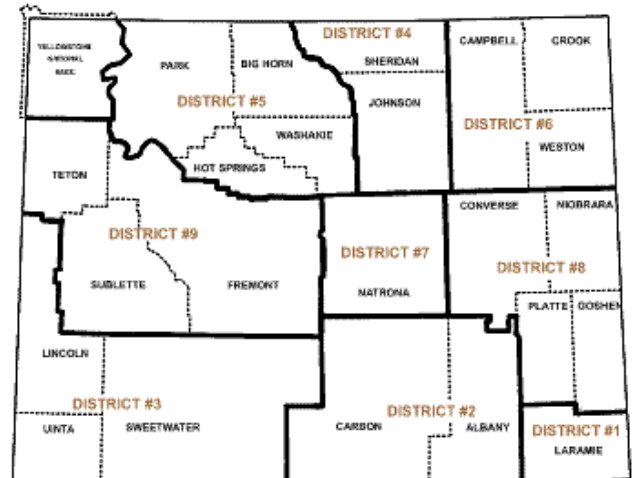 YELLOWSTONE
NATIONAL
PARK
PARK
BIG HORN
DISTRICT #4
SHERIDAN
CAMPBELL
CROOK
DISTRICT #5
JOHNSON
DISTRICT #6
WASHAKIE
WESTON
HOT SPRINGS
TETON
CONVERSE
NIOBRARA
DISTRICT #9
DISTRICT #7
DISTRICT #8
SUBLETTE
FREMONT
NATRONA
PLATTE
GOSHEN
LINCOLN
DISTRICT #3
DISTRICT #2
UINTA
SWEETWATER
CARBON
ALBANY
DISTRICT #1
LARAMIE